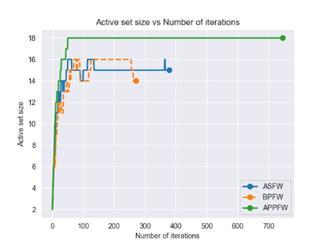 Active set size vs Number of iterations
18
16
14
12
10
8
6
4
2
Active set size
0
100
200
300
400
500
600
700
Number of iterations
ASFW
BPFW
APPFW